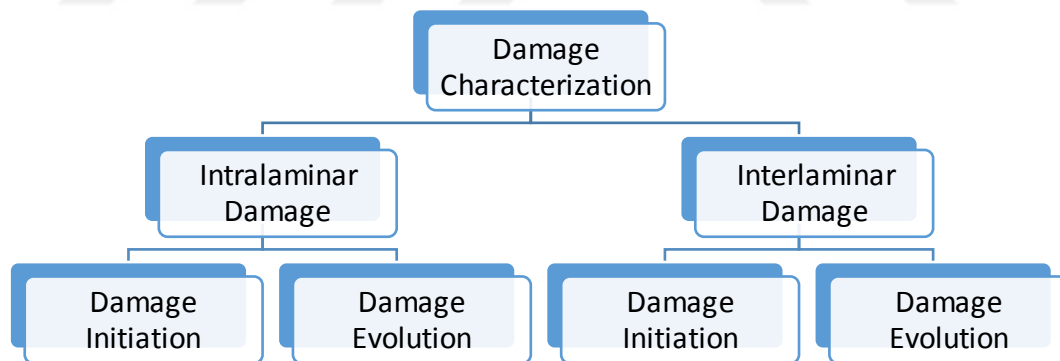 Damage
Characterization
Intralaminar
Damage
Interlaminar
Damage
Damage
Initiation
Damage
Evolution
Damage
Initiation
Damage
Evolution